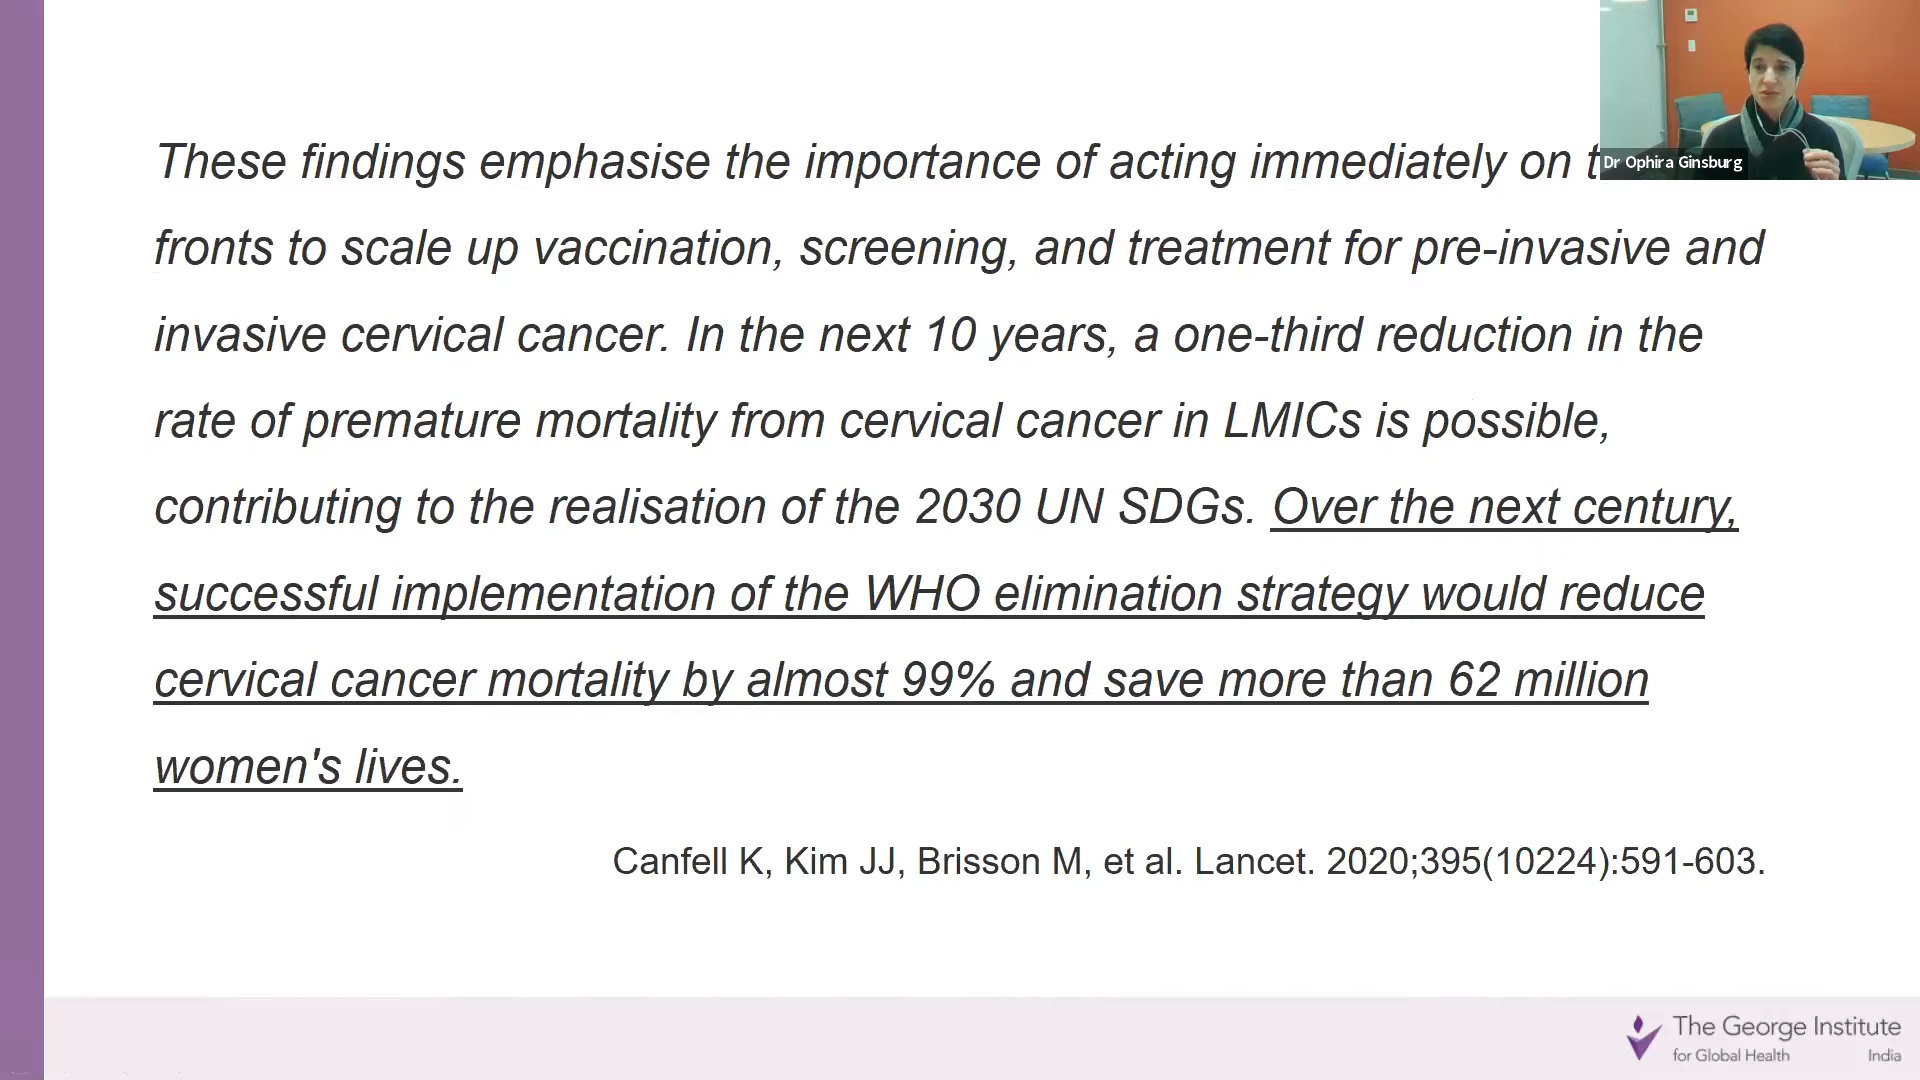 These findings emphasise the importance of acting immediately on
Dr Ophira Ginsburg
fronts to scale up vaccination, screening, and treatment for pre-invasive and
invasive cervical cancer. In the next 10 years, a one-third reduction in the
rate of premature mortality from cervical cancer in LMICs is possible,
contributing to the realisation of the 2030 UN SDGs. Over the next century,
successful implementation of the WHO elimination strategy would reduce
cervical cancer mortality by almost 99% and save more than 62 million
women's lives.
Canfell K, Kim JJ, Brisson M, et al. Lancet. 2020;395(10224):591-603.
The George Institute
for Global Health India